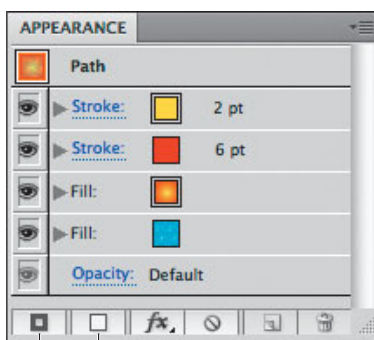 APPEARANCE
Path
Stroke: 2 pt
Stroke: 6 pt
Fill:
Fill:
Opacity: Default
fx